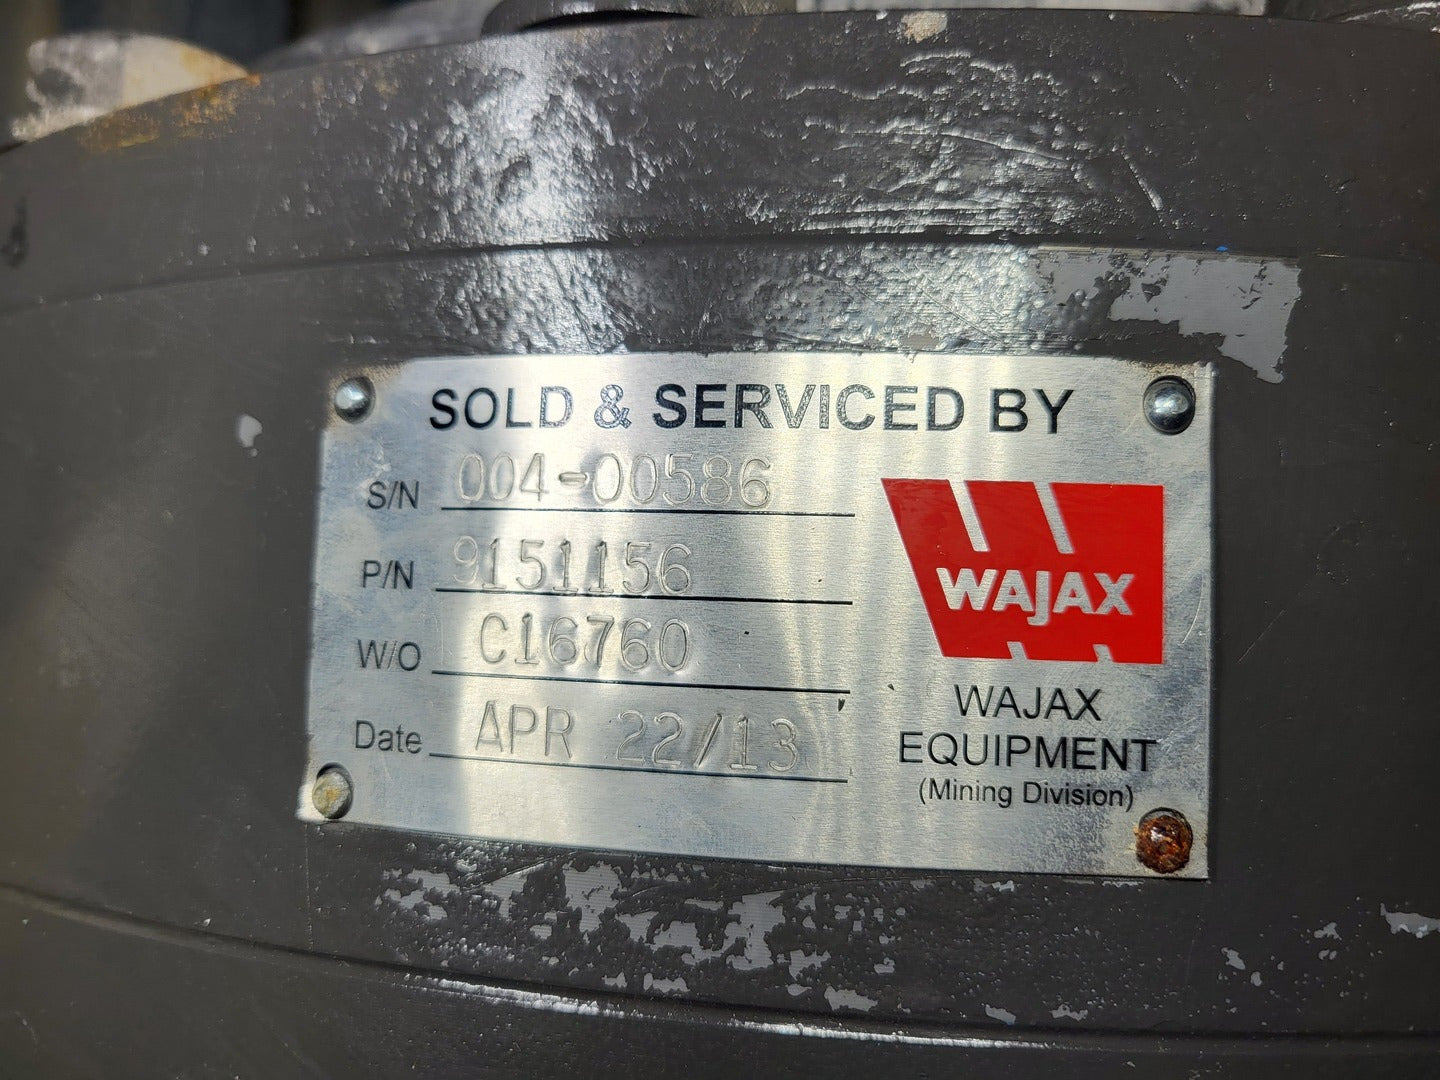 SOLD & SERVICED BY
S/N 004-00586
P/N 9151156
W/O C16760
Date APR 22/13
WAJAX
WAJAX
EQUIPMENT
(Mining Division)